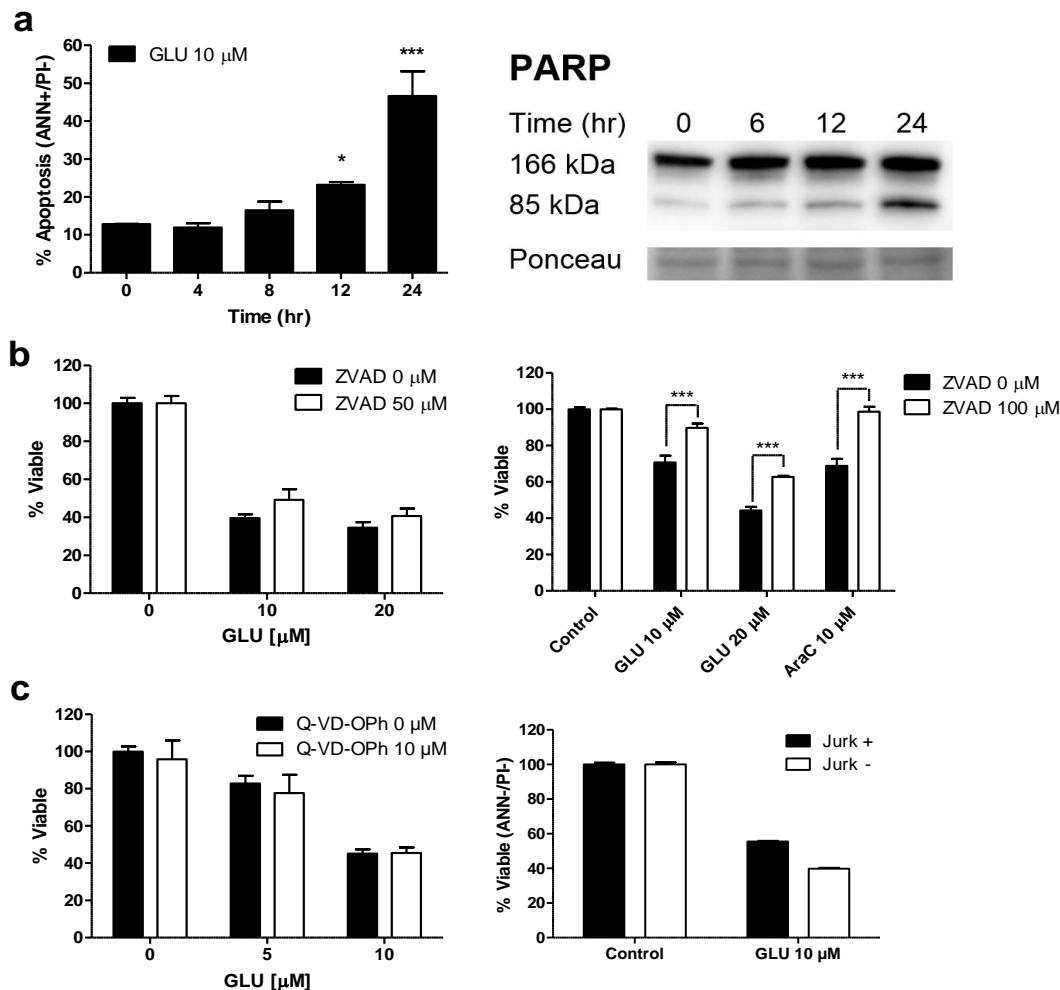 a
60
50
40
30
20
10
0
% Apoptosis (ANN+/PI-)
GLU 10 µM
*
***
0 4 8 12 24
Time (hr)
PARP
Time (hr) 0 6 12 24
166 kDa
85 kDa
Ponceau
b
120
100
80
60
40
20
0
% Viable
ZVAD 0 µM
ZVAD 50 µM
0 10 20
GLU [µM]
120
100
80
60
40
20
0
% Viable
ZVAD 0 µM
ZVAD 100 µM
***
***
***
Control
GLU 10 µM
GLU 20 µM
AraC 10 µM
c
120
100
80
60
40
20
0
% Viable
Q-VD-OPh 0 µM
Q-VD-OPh 10 µM
0 5 10
GLU [µM]
120
100
80
60
40
20
0
% Viable (ANN-/PI-)
Jurk +
Jurk -
Control GLU 10 µM